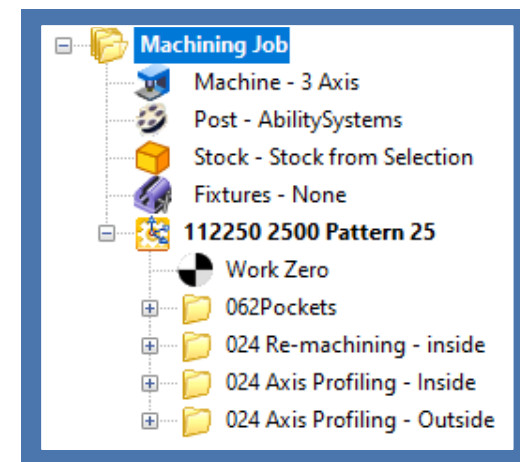 Machining Job
Machine - 3 Axis
Post - AbilitySystems
Stock - Stock from Selection
Fixtures - None
112250 2500 Pattern 25
Work Zero
062Pockets
024 Re-machining - inside
024 Axis Profiling - Inside
024 Axis Profiling - Outside